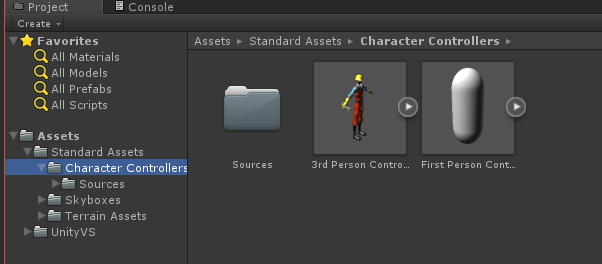 Project
Console
Create
Favorites
All Materials
All Models
All Prefabs
All Scripts
Assets
Standard Assets
Character Controllers
Sources
Skyboxes
Terrain Assets
UnityVS
Assets Standard Assets Character Controllers
Sources
3rd Person Contro...
First Person Cont...